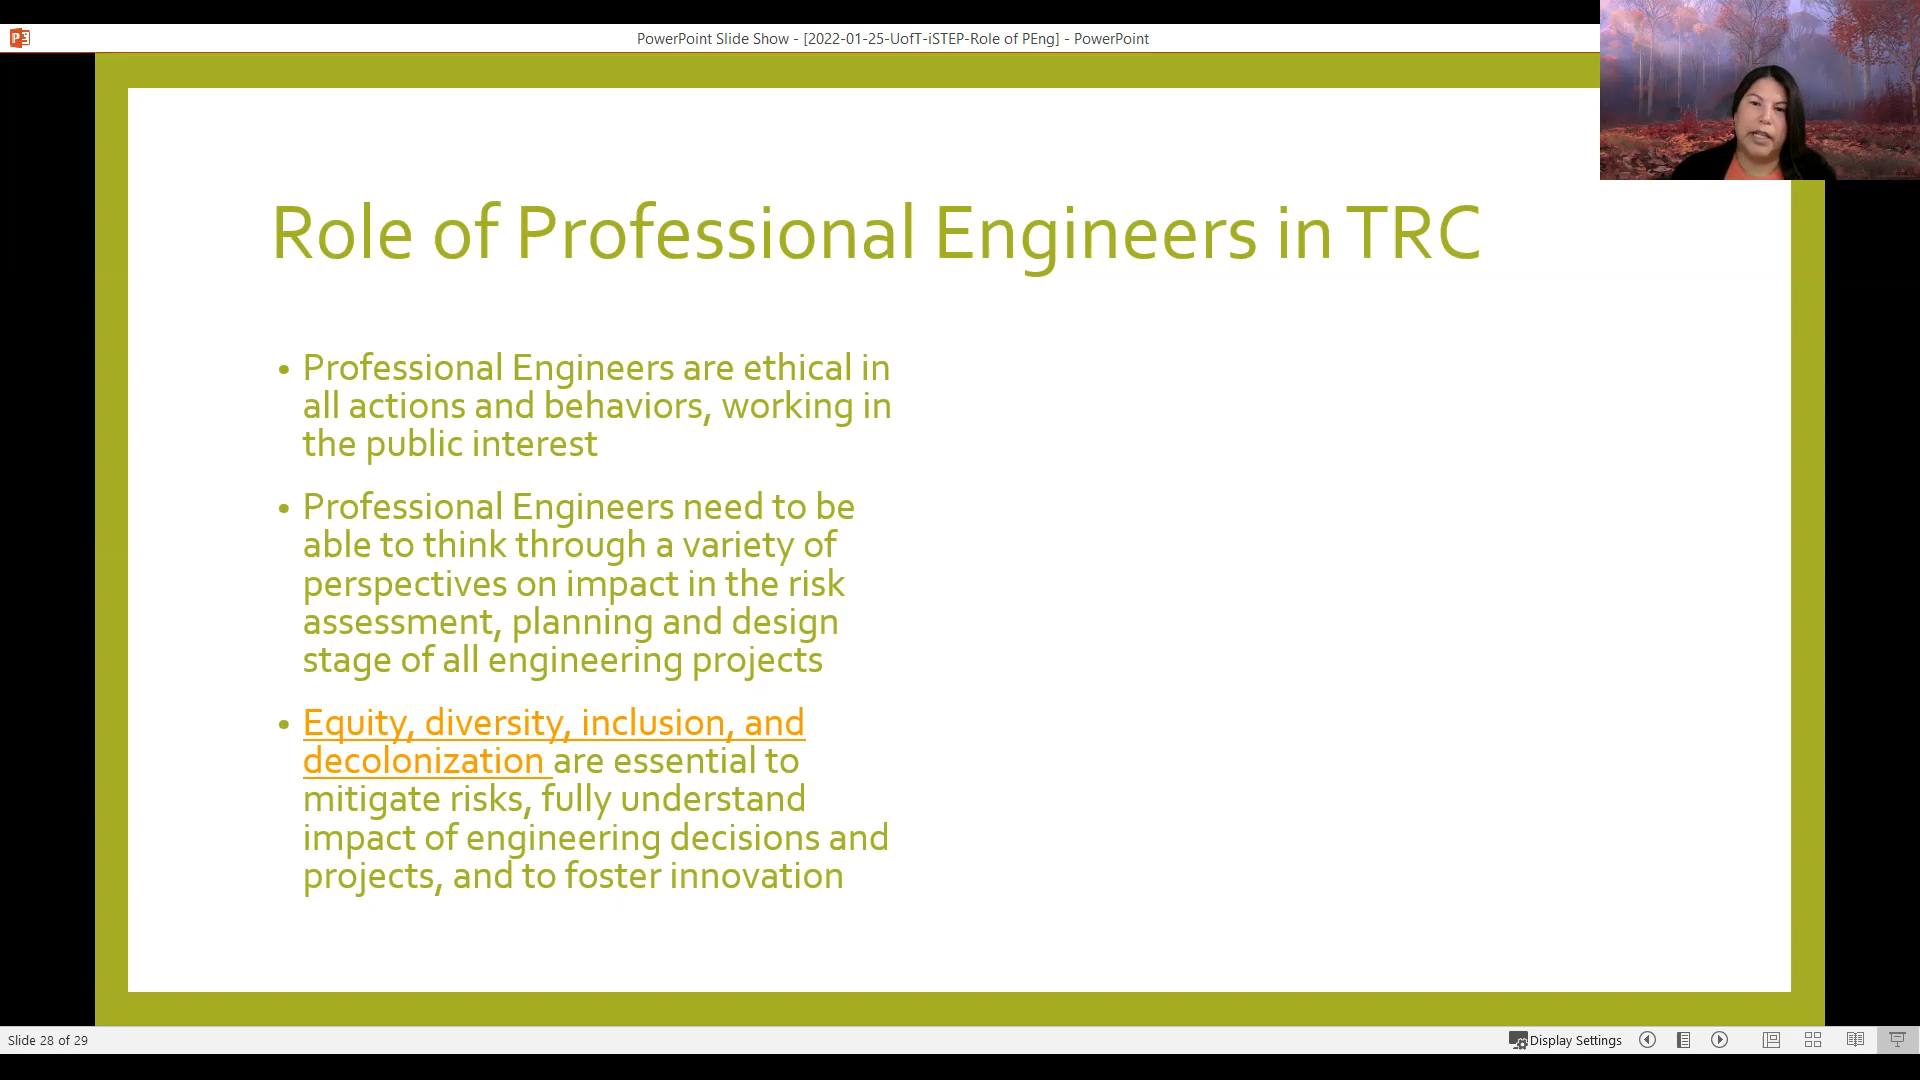 PowerPoint Slide Show - [2022-01-25-UofT-iSTEP-Role of PEng] - PowerPoint
Role of Professional Engineers in TRC
• Professional Engineers are ethical in
all actions and behaviors, working in
the public interest
• Professional Engineers need to be
able to think through a variety of
perspectives on impact in the risk
assessment, planning and design
stage of all engineering projects
• Equity, diversity, inclusion, and
decolonization are essential to
mitigate risks, fully understand
impact of engineering decisions and
projects, and to foster innovation
Slide 28 of 29
Display Settings